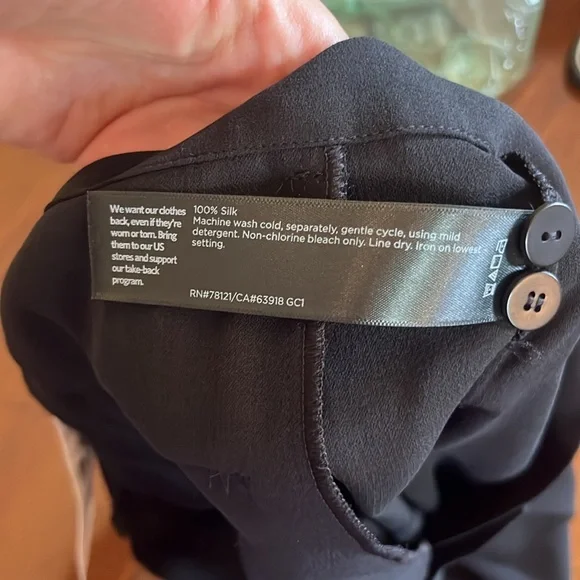 We want our clothes
back, even if they're
worn or torn. Bring
them to our US
stores and support
our take-back
program.
100% Silk
Machine wash cold, separately, gentle cycle, using mild
detergent. Non-chlorine bleach only. Line dry. Iron on lowest
setting.
RN#78121/CA#63918 GC1